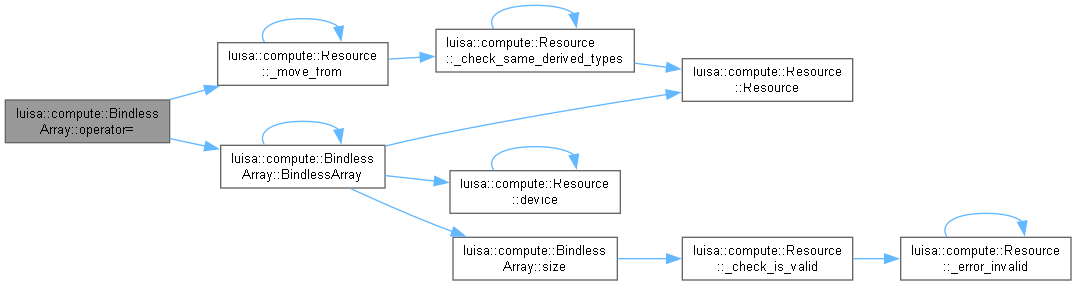 luisa::compute::Bindless
Array::operator=
luisa::compute::Resource
::_move_from
luisa::compute::Resource
::_check_same_derived_types
luisa::compute::Resource
::Resource
luisa::compute::Bindless
Array::BindlessArray
luisa::compute::Resource
::device
luisa::compute::Bindless
Array::size
luisa::compute::Resource
::_check_is_valid
luisa::compute::Resource
::_error_invalid